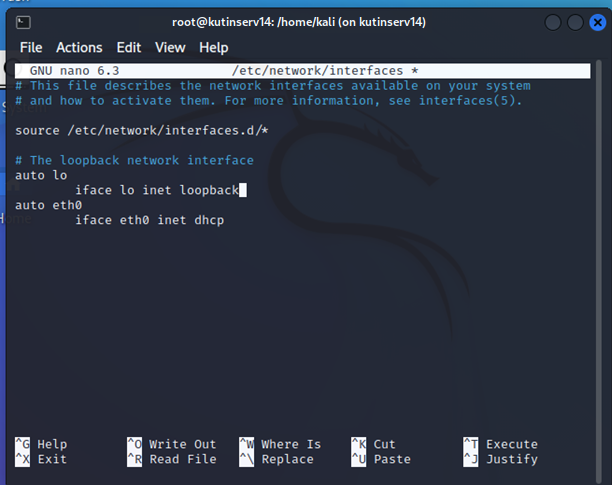 root@kutinserv14: /home/kali (on kutinserv14)
File Actions Edit View Help
GNU nano 6.3 /etc/network/interfaces *
# This file describes the network interfaces available on your system
# and how to activate them. For more information, see interfaces(5).
source /etc/network/interfaces.d/*
# The loopback network interface
auto lo
iface lo inet loopback
auto eth0
iface eth0 inet dhcp
^G Help ^O Write Out ^W Where Is ^K Cut ^T Execute
^X Exit ^R Read File ^\ Replace ^U Paste ^J Justify